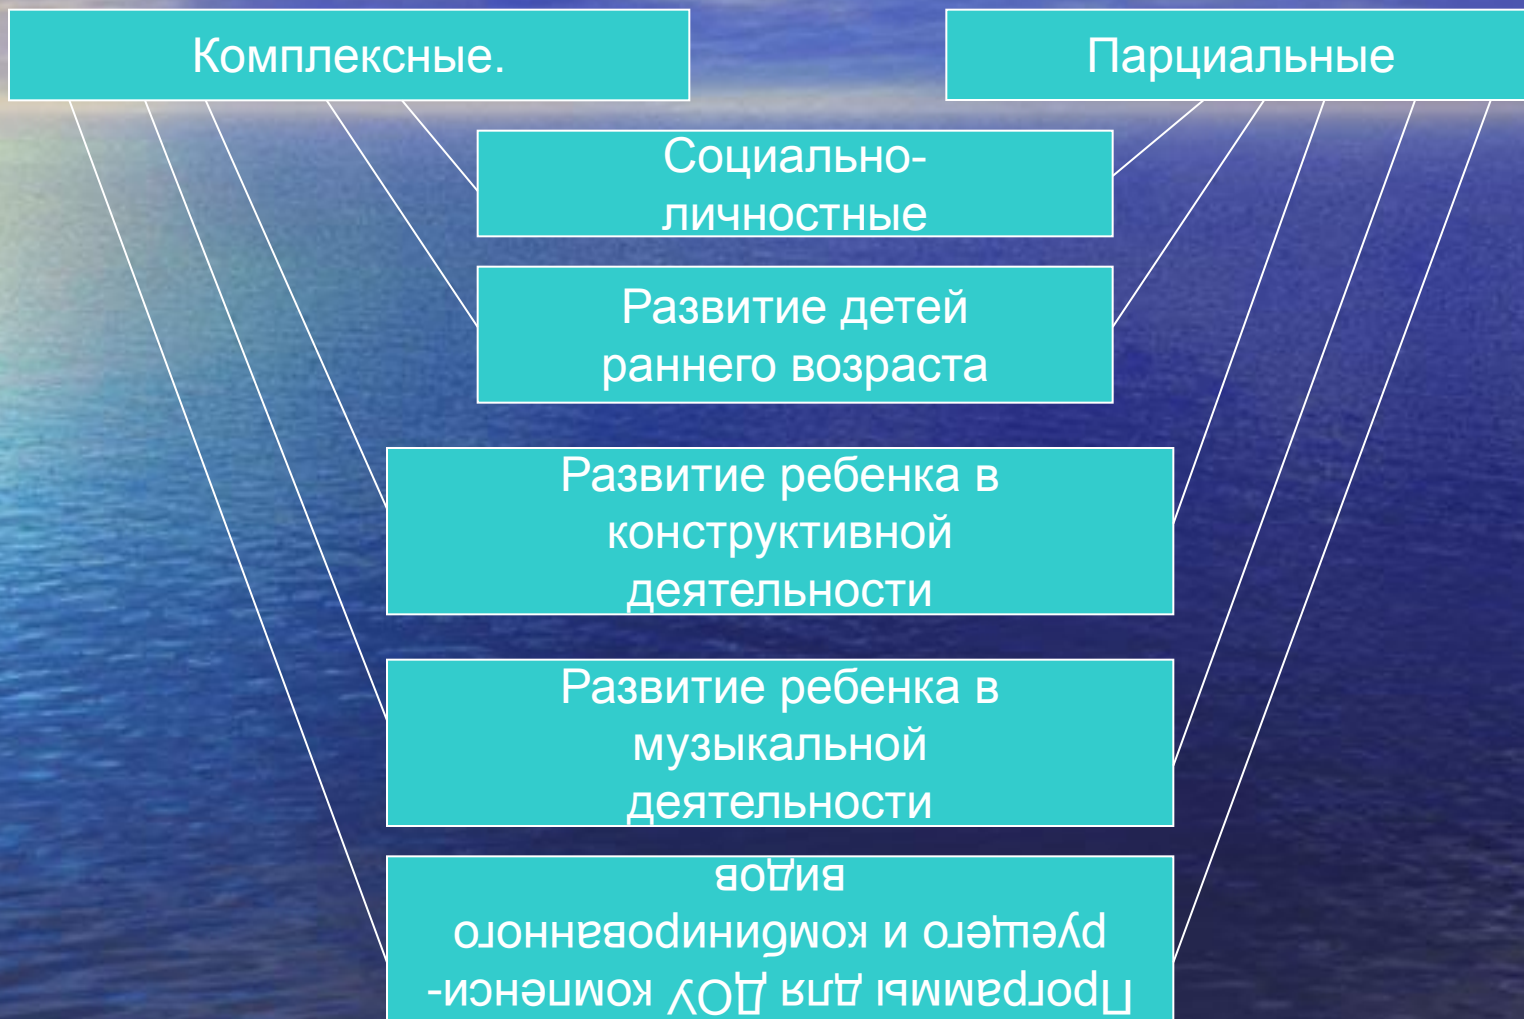 Комплексные.
Парциальные
Социально-
личностные
Развитие детей
раннего возраста
Развитие ребенка в
конструктивной
деятельности
Развитие ребенка в
музыкальной
деятельности
Программы для ДОУ компенси-
руещего и комбинированного
видов